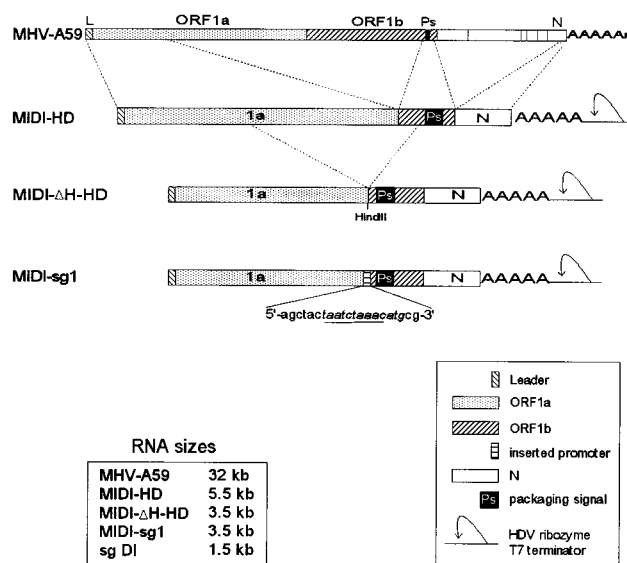 L ORF1a ORF1b Ps N
MHV-A59 AAAAA
MIDI-HD 1a Ps N AAAAA
MIDI-ΔH-HD 1a Ps N AAAAA
HindII
MIDI-sg1 1a Ps N AAAAA
5'-agctactaatctaaacatgcg-3'
Leader
ORF1a
ORF1b
inserted promoter
N
Ps packaging signal
HDV ribozyme
T7 terminator
RNA sizes
MHV-A59 32 kb
MIDI-HD 5.5 kb
MIDI-ΔH-HD 3.5 kb
MIDI-sg1 3.5 kb
sg DI 1.5 kb